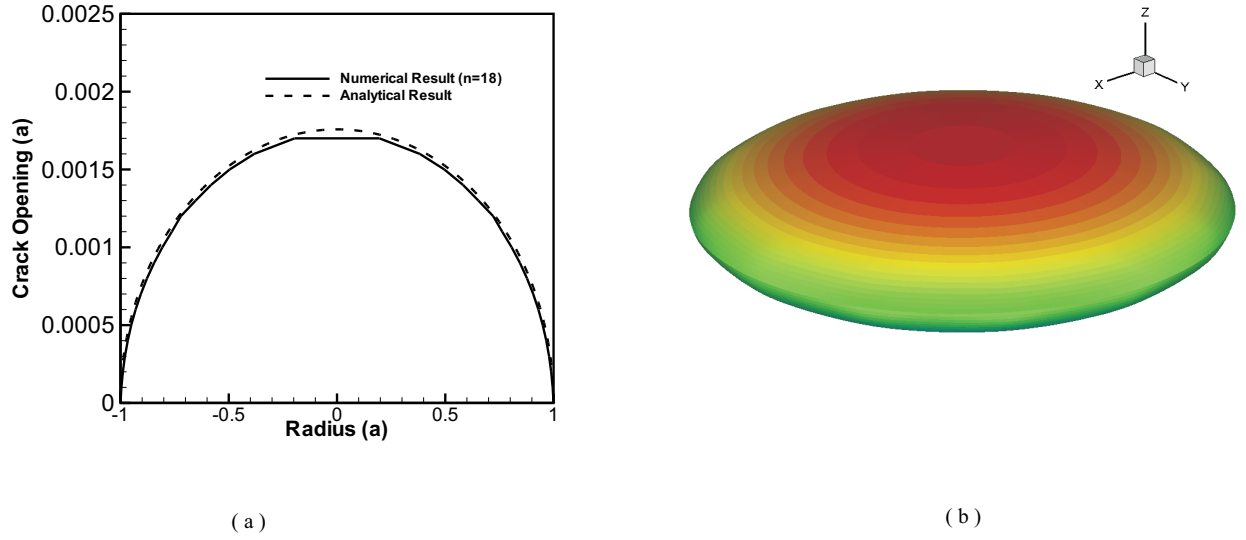 0.0025
0.002
0.0015
0.001
0.0005
0
Crack Opening (a)
Numerical Result (n=18)
Analytical Result
-1
-0.5
0
0.5
1
Radius (a)
( a )
Z
X
Y
( b )